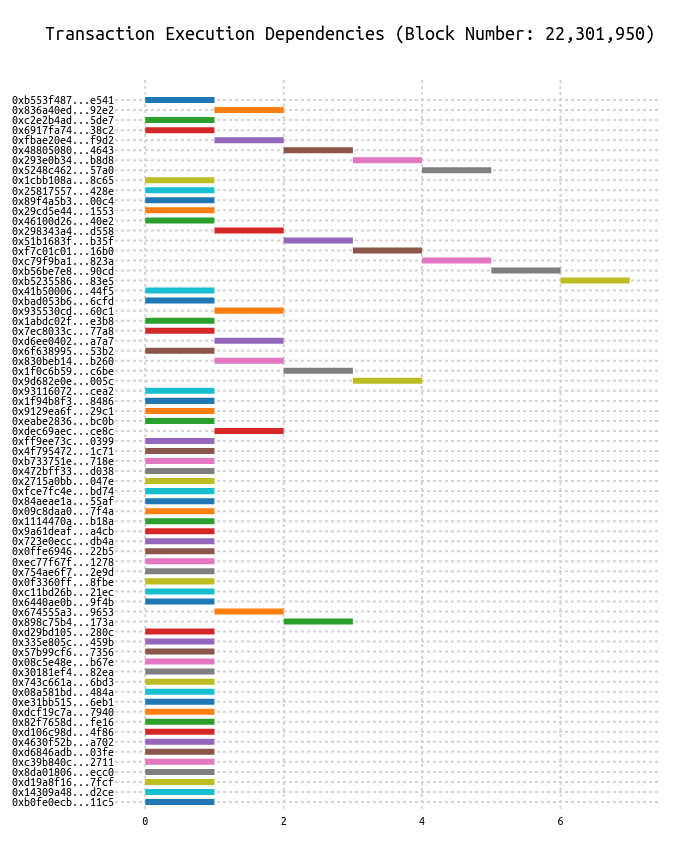 Transaction Execution Dependencies (Block Number: 22,301,950)
0xb553f487...e541
0x836a40ed...92e2
0xc2e2b4ad...5de7
0x6917fa74...38c2
0xfbae20e4...f9d2
0x48805080...4643
0x293e0b34...b8d8
0x5248c462...57a0
0x1cbb108a...8c65
0x25817557...428e
0x89f4a5b3...00c4
0x29cd5e44...1553
0x46100d26...40e2
0x298343a4...d558
0x51b1683f...b35f
0xf7c01c01...16b0
0xc79f9ba1...823a
0xb56be7e8...90cd
0xb5235586...83e5
0x41b50006...44f5
0xbad053b6...6cfd
0x935530cd...60c1
0x1abdc02f...e3b8
0x7ec8033c...77a8
0xd6ee0402...a7a7
0x6f638995...53b2
0x830beb14...b260
0x1f0c6b59...c6be
0x9d682e0e...005c
0x93116072...cea2
0x1f94b8f3...8486
0x9129ea6f...29c1
0xeabe2836...bc0b
0xdec69aec...ce8c
0xff9ee73c...0399
0x4f795472...1c71
0xb733751e...718e
0x472bff33...d038
0x2715a0bb...047e
0xfce7fc4e...bd74
0x84aeae1a...55af
0x09c8daa0...7f4a
0x1114470a...b18a
0x9a61deaf...a4cb
0x723e0ecc...db4a
0x0ffe6946...22b5
0xec77f67f...1278
0x754ae6f7...2e9d
0x0f3360ff...8fbe
0xc11bd26b...21ec
0x6440ae0b...9f4b
0x674555a3...9653
0x898c75b4...173a
0xd29bd105...280c
0x335e805c...459b
0x57b99cf6...7356
0x08c5e48e...b67e
0x30181ef4...82ea
0x743c661a...6bd3
0x08a581bd...484a
0xe31bb515...6eb1
0xdcf19c7a...7940
0x82f7658d...fe16
0xd106c98d...4f86
0x4630f52b...a702
0xd6846adb...03fe
0xc39b840c...2711
0x8da01806...ecc0
0xd19a8f16...7fcf
0x14309a48...d2ce
0xb0fe0ecb...11c5
0 2 4 6